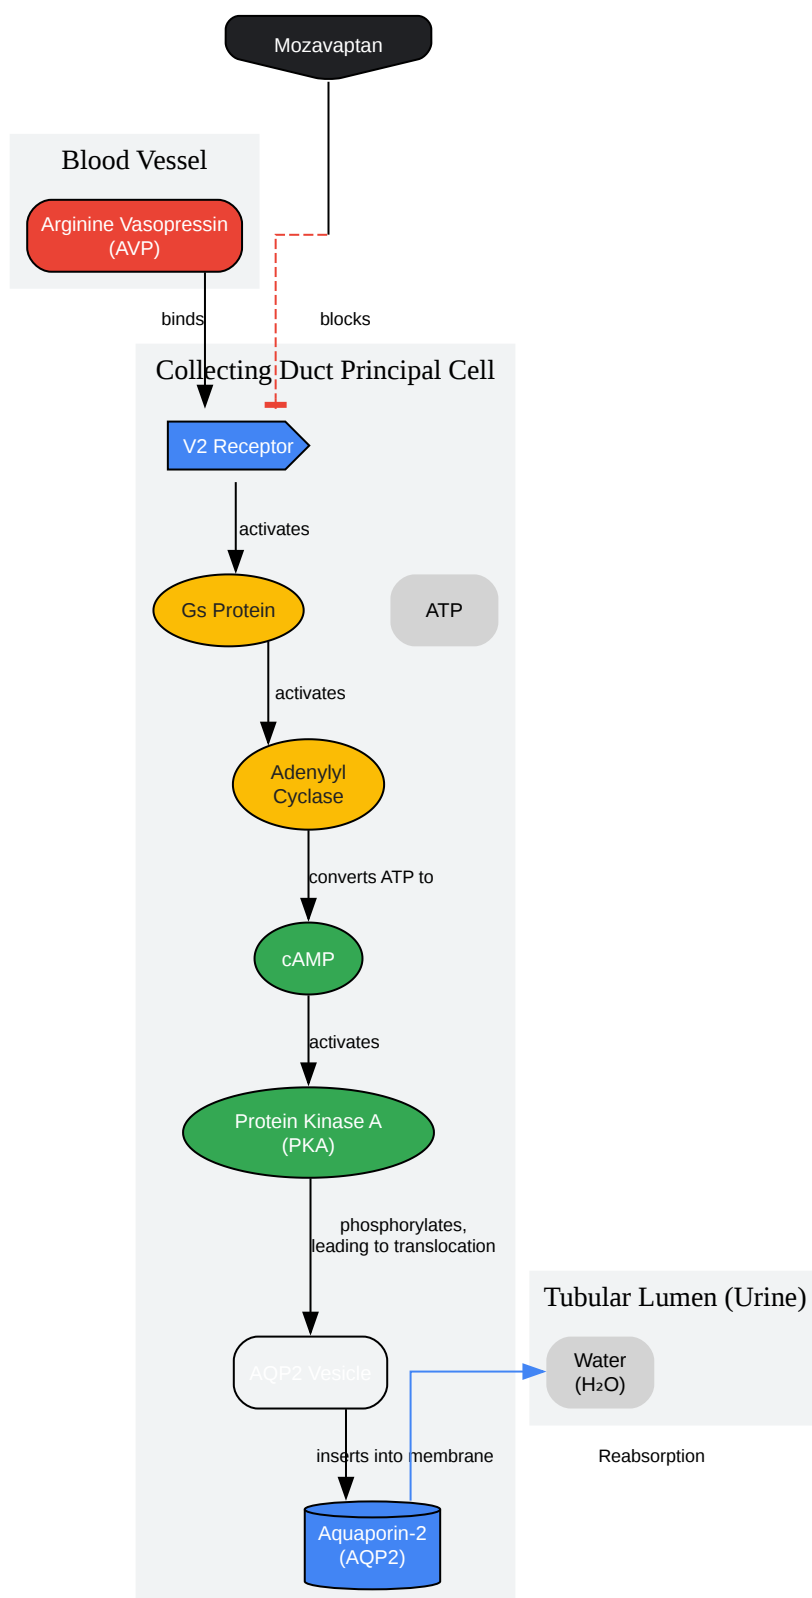 Mozavaptan
Blood Vessel
Arginine Vasopressin
(AVP)
binds
blocks
Collecting Duct Principal Cell
V2 Receptor
activates
Gs Protein
ATP
activates
Adenylyl
Cyclase
converts ATP to
cAMP
activates
Protein Kinase A
(PKA)
phosphorylates,
leading to translocation
Tubular Lumen (Urine)
AQP2 Vesicle
Water
(H₂O)
inserts into membrane
Reabsorption
Aquaporin-2
(AQP2)